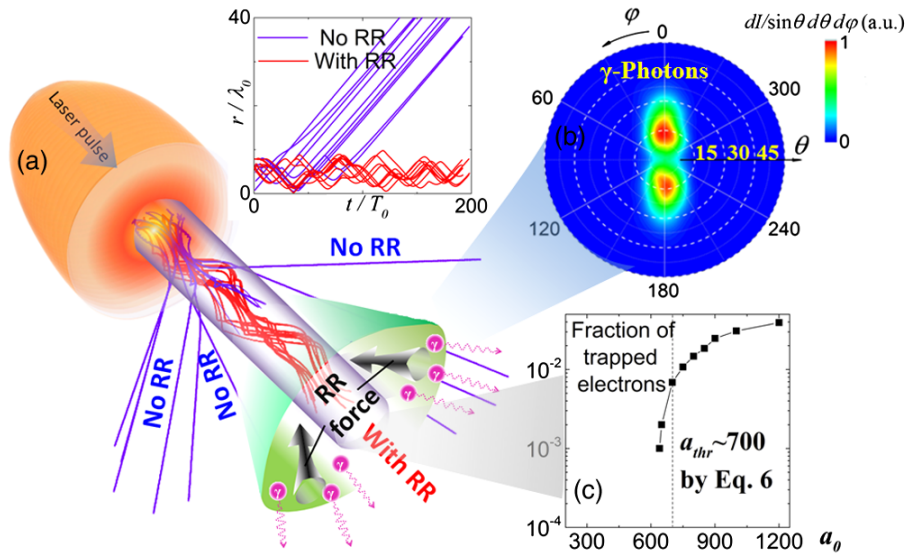 (a)
Laser pulse
40
r / λ₀
0
No RR
With RR
0
t / T₀
200
No RR
No RR
No RR
RR
force
With RR
γ
γ
γ
γ
γ
γ
(b)
φ
dI/sinθ dθ dφ (a.u.)
1
0
0
γ-Photons
60
300
15 30 45 θ
120
240
180
Fraction of
trapped
electrons
10⁻²
10⁻³
10⁻⁴
a_thr~700
by Eq. 6
(c)
300 600 900 1200 a₀